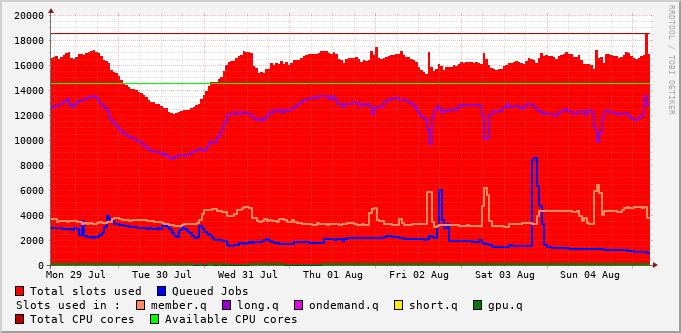 RRDTOOL / TOBI OETIKER
20000
18000
16000
14000
12000
10000
8000
6000
4000
2000
0
Mon 29 Jul Tue 30 Jul Wed 31 Jul Thu 01 Aug Fri 02 Aug Sat 03 Aug Sun 04 Aug
Total slots used Queued Jobs
Slots used in : member.q long.q ondemand.q short.q gpu.q
Total CPU cores Available CPU cores